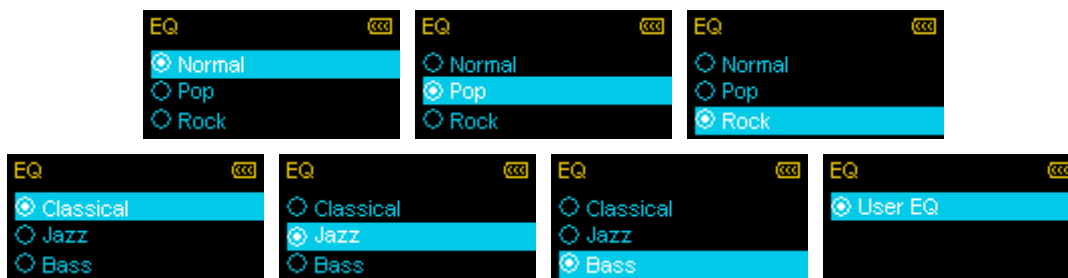 EQ
Normal
Pop
Rock
EQ
Normal
Pop
Rock
EQ
Normal
Pop
Rock
EQ
Classical
Jazz
Bass
EQ
Classical
Jazz
Bass
EQ
Classical
Jazz
Bass
EQ
User EQ